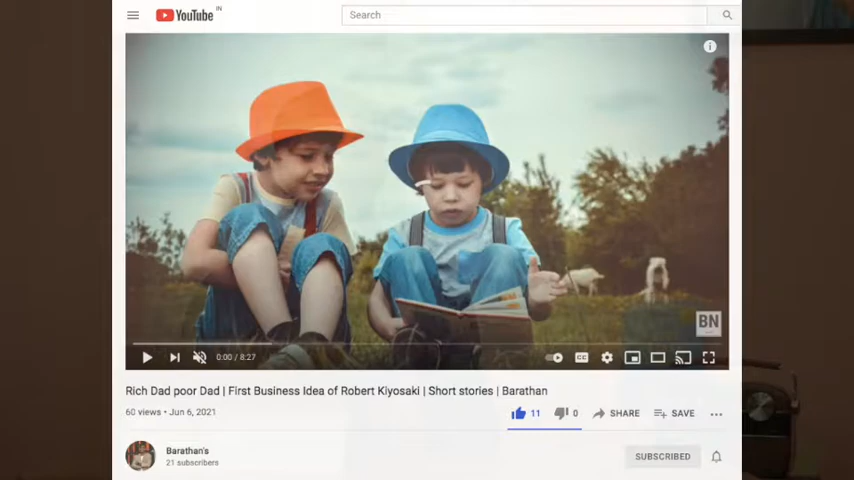 YouTube IN
Search
BN
0:00 / 8:27
CC
Rich Dad poor Dad | First Business Idea of Robert Kiyosaki | Short stories | Barathan
60 views • Jun 6, 2021
11
0
SHARE
SAVE
Barathan's
21 subscribers
SUBSCRIBED